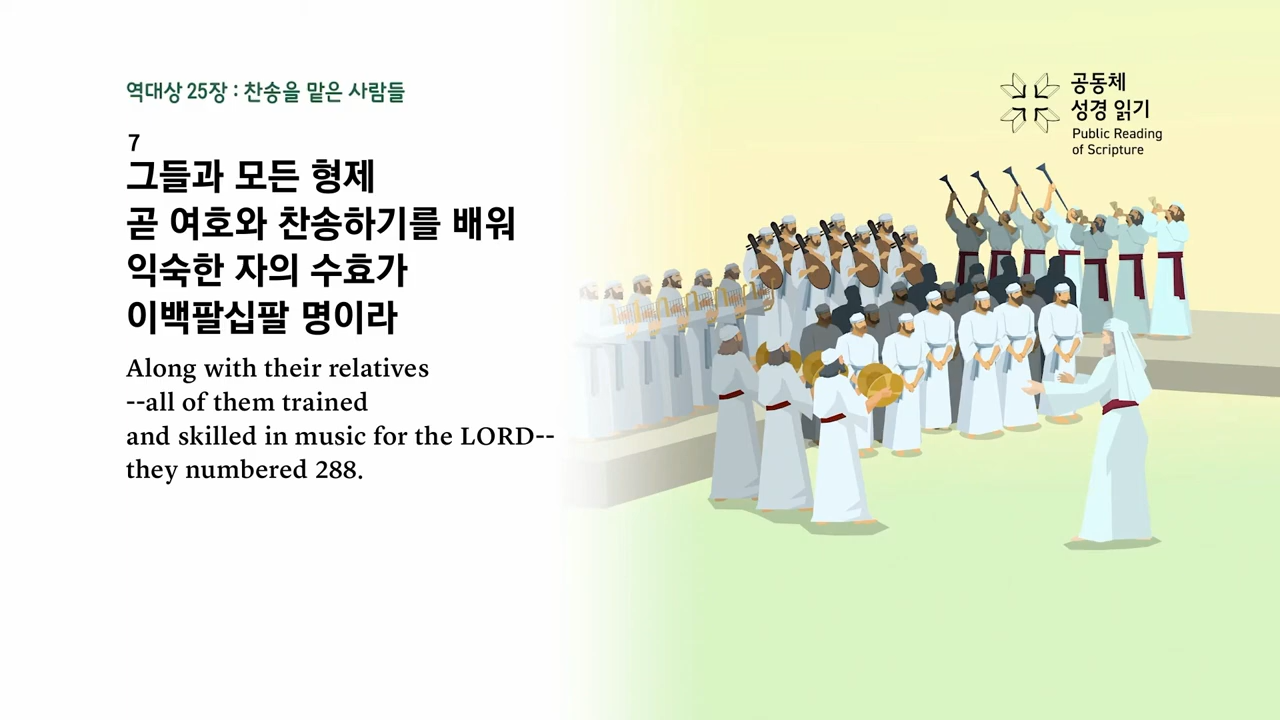 역대상 25장 : 찬송을 맡은 사람들
7
그들과 모든 형제
곧 여호와 찬송하기를 배워
익숙한 자의 수효가
이백팔십팔 명이라
Along with their relatives
--all of them trained
and skilled in music for the LORD--
they numbered 288.
공동체
성경 읽기
Public Reading
of Scripture